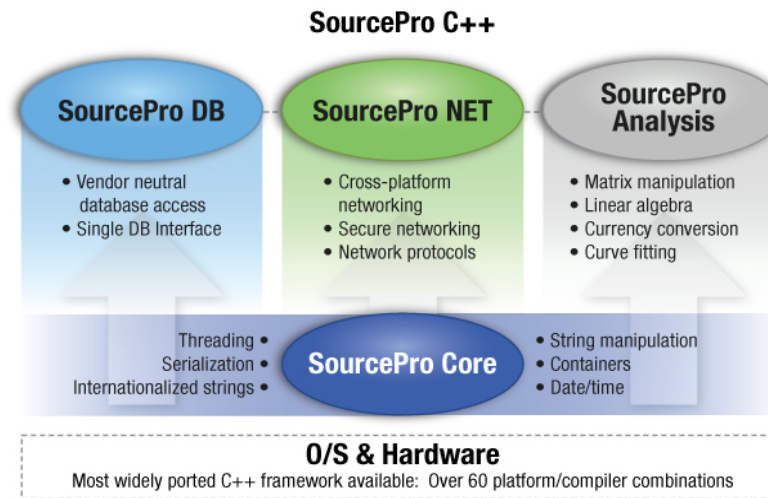 SourcePro C++
SourcePro DB
• Vendor neutral
database access
• Single DB Interface
SourcePro NET
• Cross-platform
networking
• Secure networking
• Network protocols
SourcePro
Analysis
• Matrix manipulation
• Linear algebra
• Currency conversion
• Curve fitting
Threading •
Serialization •
Internationalized strings •
SourcePro Core
• String manipulation
• Containers
• Date/time
O/S & Hardware
Most widely ported C++ framework available: Over 60 platform/compiler combinations